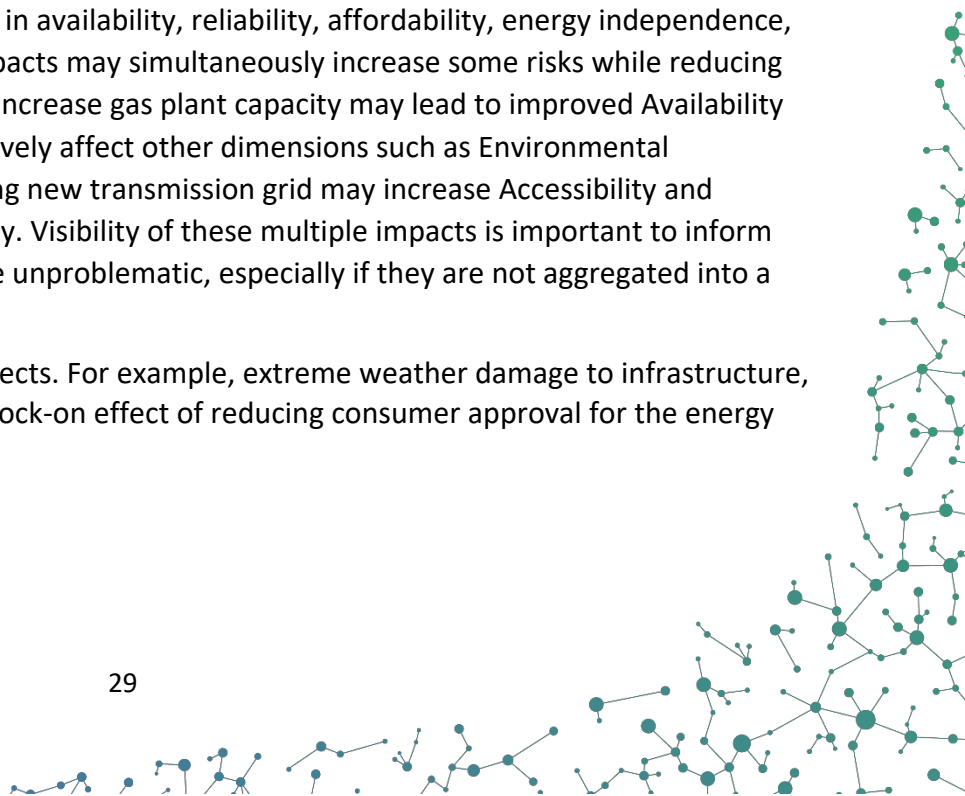 in availability, reliability, affordability, energy independence,
pacts may simultaneously increase some risks while reducing
increase gas plant capacity may lead to improved Availability
vely affect other dimensions such as Environmental
ng new transmission grid may increase Accessibility and
y. Visibility of these multiple impacts is important to inform
e unproblematic, especially if they are not aggregated into a
ects. For example, extreme weather damage to infrastructure,
ock-on effect of reducing consumer approval for the energy
29